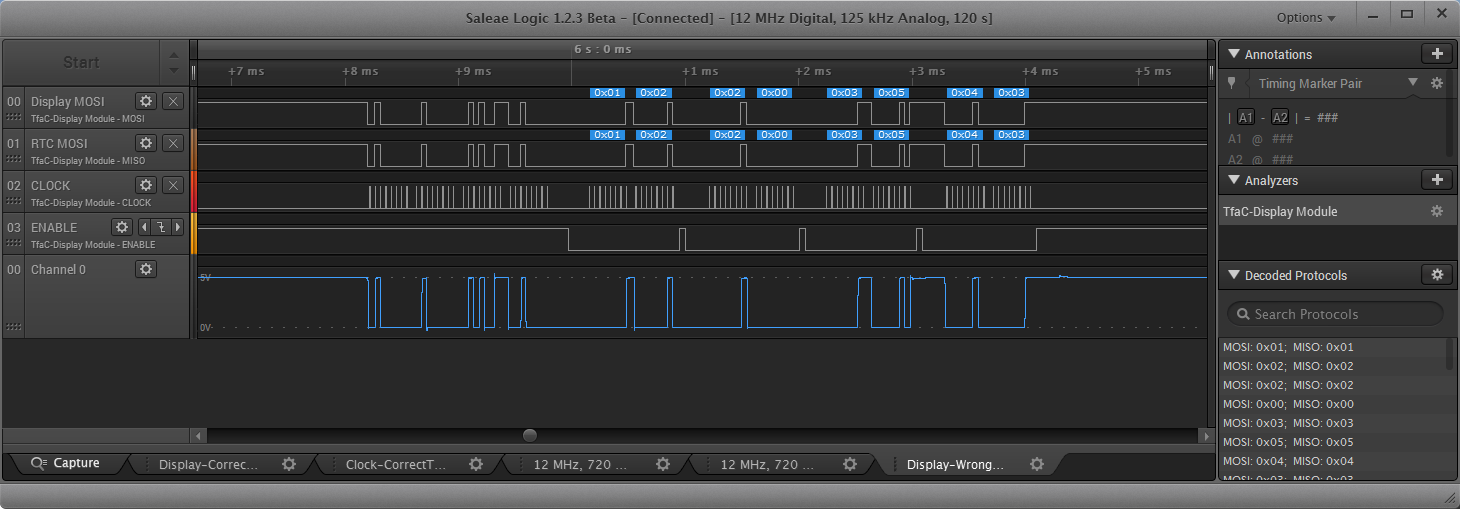 Saleae Logic 1.2.3 Beta - [Connected] - [12 MHz Digital, 125 kHz Analog, 120 s]
Options
Start
6 s : 0 ms
+7 ms +8 ms +9 ms +1 ms +2 ms +3 ms +4 ms +5 ms
00 Display MOSI
TfaC-Display Module - MOSI
0x01 0x02 0x02 0x00 0x03 0x05 0x04 0x03
01 RTC MOSI
TfaC-Display Module - MISO
0x01 0x02 0x02 0x00 0x03 0x05 0x04 0x03
02 CLOCK
TfaC-Display Module - CLOCK
03 ENABLE
TfaC-Display Module - ENABLE
00 Channel 0
5V
0V
Annotations
Timing Marker Pair
| A1 - A2 | = ###
A1 @ ###
A2 @ ###
Analyzers
TfaC-Display Module
Decoded Protocols
Search Protocols
MOSI: 0x01; MISO: 0x01
MOSI: 0x02; MISO: 0x02
MOSI: 0x02; MISO: 0x02
MOSI: 0x00; MISO: 0x00
MOSI: 0x03; MISO: 0x03
MOSI: 0x05; MISO: 0x05
MOSI: 0x04; MISO: 0x04
MOSI: 0x03; MISO: 0x03
Capture
Display-Correc...
Clock-CorrectT...
12 MHz, 720 ...
12 MHz, 720 ...
Display-Wrong...